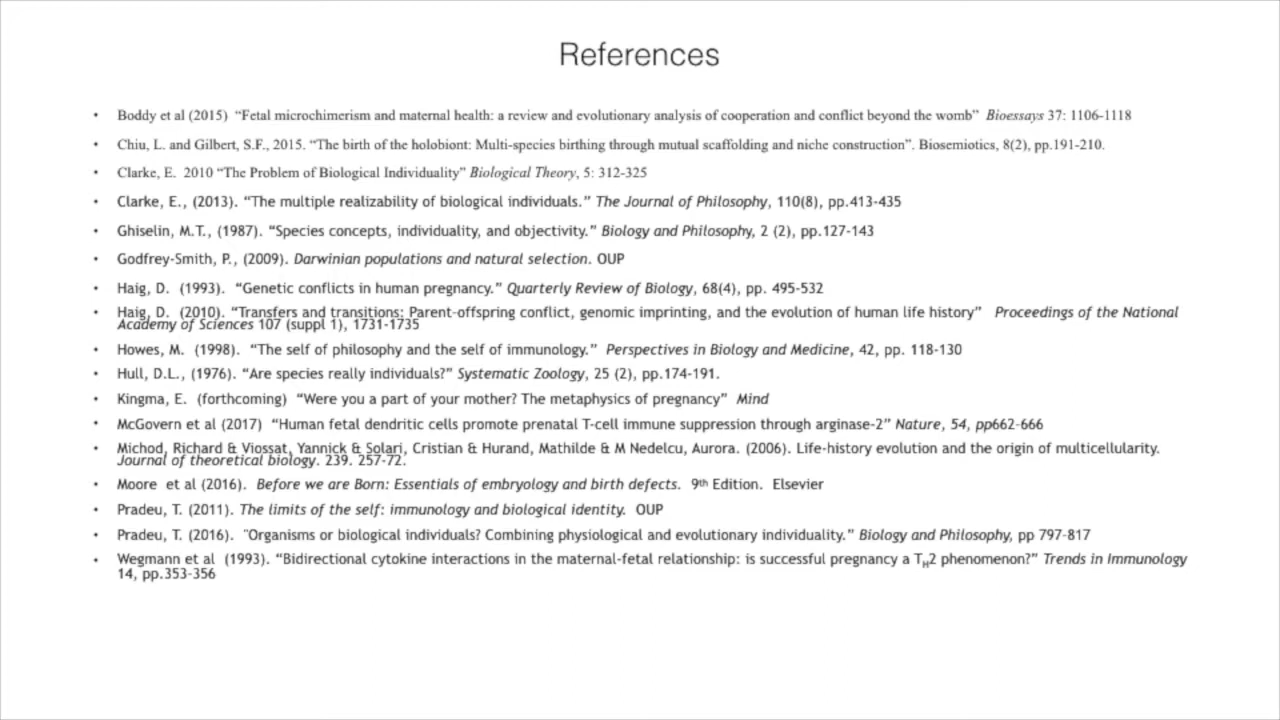 References
• Boddy et al (2015) “Fetal microchimerism and maternal health: a review and evolutionary analysis of cooperation and conflict beyond the womb” Bioessays 37: 1106-1118
• Chiu, L. and Gilbert, S.F., 2015. “The birth of the holobiont: Multi-species birthing through mutual scaffolding and niche construction”. Biosemiotics, 8(2), pp.191-210.
• Clarke, E. 2010 “The Problem of Biological Individuality” Biological Theory, 5: 312-325
• Clarke, E., (2013). “The multiple realizability of biological individuals.” The Journal of Philosophy, 110(8), pp.413-435
• Ghiselin, M.T., (1987). “Species concepts, individuality, and objectivity.” Biology and Philosophy, 2 (2), pp.127-143
• Godfrey-Smith, P., (2009). Darwinian populations and natural selection. OUP
• Haig, D. (1993). “Genetic conflicts in human pregnancy.” Quarterly Review of Biology, 68(4), pp. 495-532
• Haig, D. (2010). “Transfers and transitions: Parent-offspring conflict, genomic imprinting, and the evolution of human life history” Proceedings of the National
Academy of Sciences 107 (suppl 1), 1731-1735
• Howes, M. (1998). “The self of philosophy and the self of immunology.” Perspectives in Biology and Medicine, 42, pp. 118-130
• Hull, D.L., (1976). “Are species really individuals?” Systematic Zoology, 25 (2), pp.174-191.
• Kingma, E. (forthcoming) “Were you a part of your mother? The metaphysics of pregnancy” Mind
• McGovern et al (2017) “Human fetal dendritic cells promote prenatal T-cell immune suppression through arginase-2” Nature, 54, pp662-666
• Michod, Richard & Viossat, Yannick & Solari, Cristian & Hurand, Mathilde & M Nedelcu, Aurora. (2006). Life-history evolution and the origin of multicellularity.
Journal of theoretical biology. 239. 257-72.
• Moore et al (2016). Before we are Born: Essentials of embryology and birth defects. 9th Edition. Elsevier
• Pradeu, T. (2011). The limits of the self: immunology and biological identity. OUP
• Pradeu, T. (2016). "Organisms or biological individuals? Combining physiological and evolutionary individuality.” Biology and Philosophy, pp 797-817
• Wegmann et al (1993). “Bidirectional cytokine interactions in the maternal-fetal relationship: is successful pregnancy a TH2 phenomenon?” Trends in Immunology
14, pp.353-356